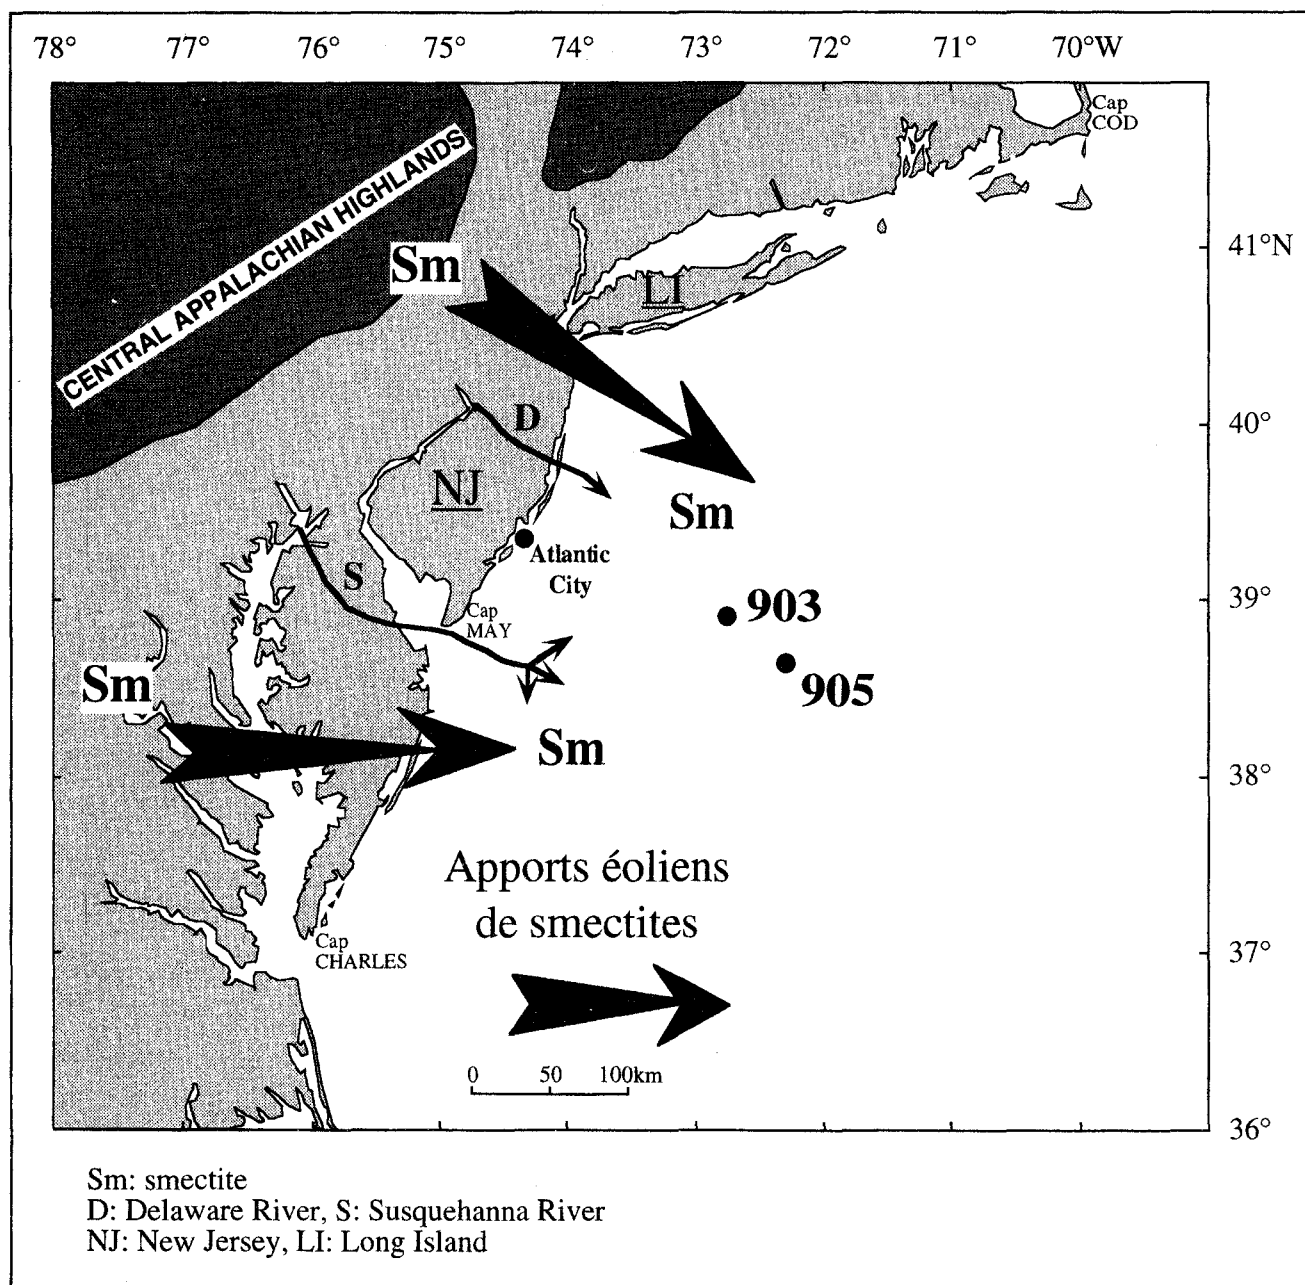 78° 77° 76° 75° 74° 73° 72° 71° 70°W
Cap
COD
CENTRAL APPALACHIAN HIGHLANDS
41°N
Sm
LI
40°
D
NJ
Sm
Atlantic
City
S
39°
903
Cap
MAY
905
Sm
Sm
38°
Apports éoliens
de smectites
37°
Cap
CHARLES
0 50 100km
36°
Sm: smectite
D: Delaware River, S: Susquehanna River
NJ: New Jersey, LI: Long Island